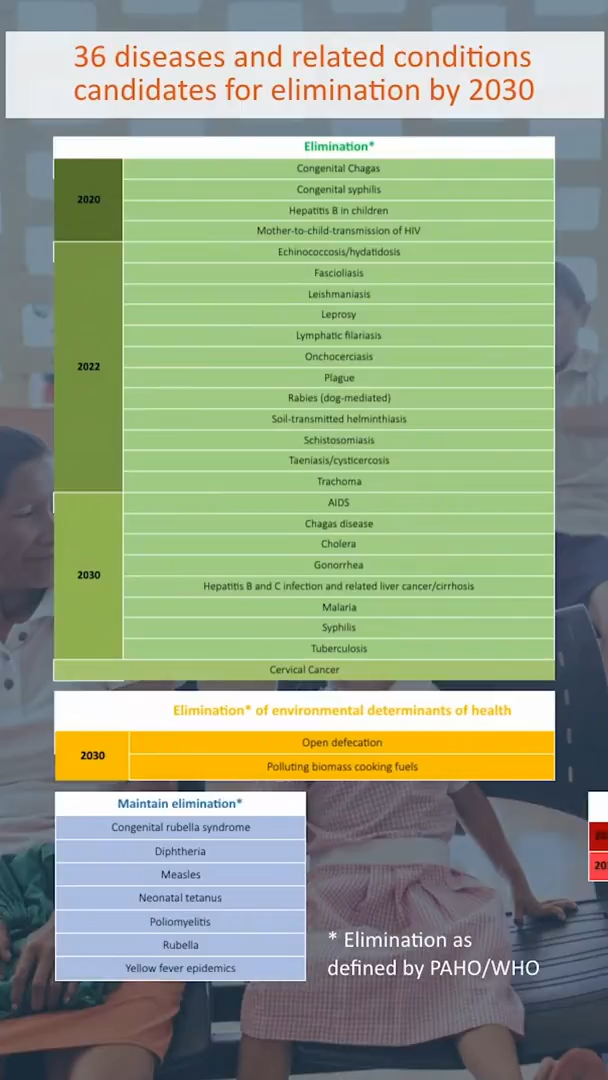 36 diseases and related conditions
candidates for elimination by 2030
Elimination*
2020
Congenital Chagas
Congenital syphilis
Hepatitis B in children
Mother-to-child-transmission of HIV
2022
Echinococcosis/hydatidosis
Fascioliasis
Leishmaniasis
Leprosy
Lymphatic filariasis
Onchocerciasis
Plague
Rabies (dog-mediated)
Soil-transmitted helminthiasis
Schistosomiasis
Taeniasis/cysticercosis
Trachoma
2030
AIDS
Chagas disease
Cholera
Gonorrhea
Hepatitis B and C infection and related liver cancer/cirrhosis
Malaria
Syphilis
Tuberculosis
Cervical Cancer
Elimination* of environmental determinants of health
2030
Open defecation
Polluting biomass cooking fuels
Maintain elimination*
Congenital rubella syndrome
Diphtheria
Measles
Neonatal tetanus
Poliomyelitis
Rubella
Yellow fever epidemics
* Elimination as
defined by PAHO/WHO